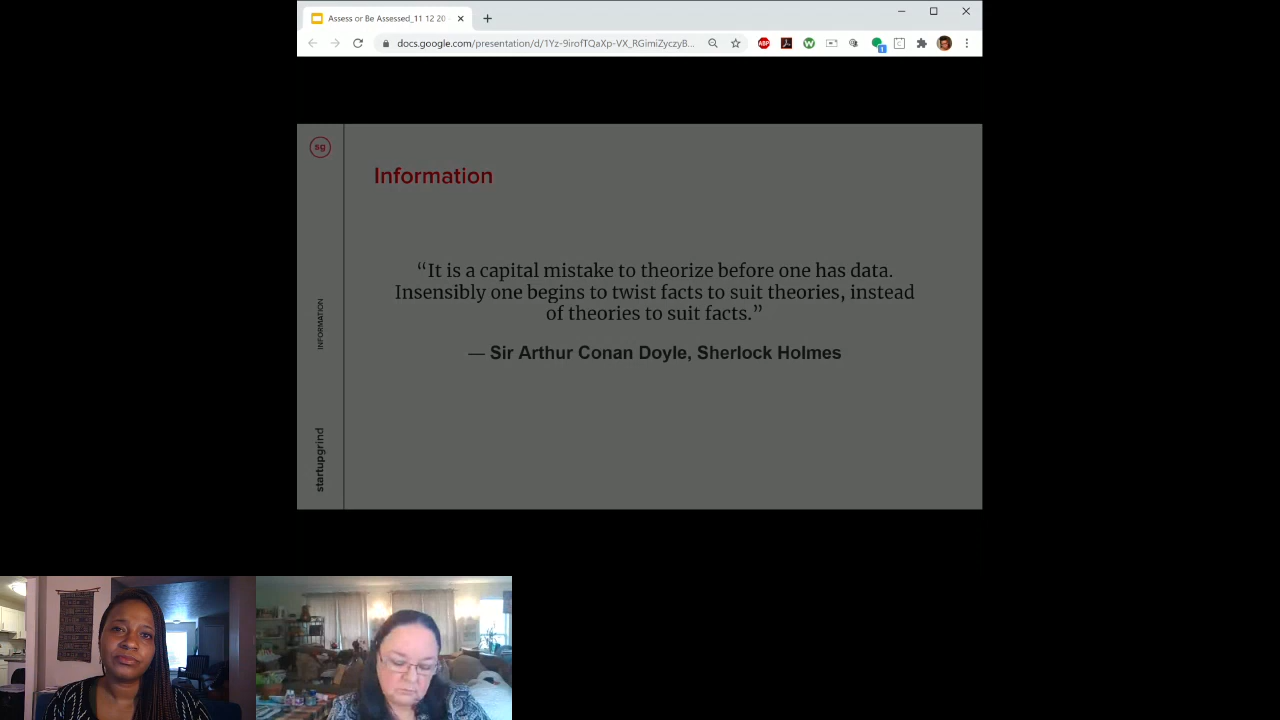 Assess or Be Assessed_11 12 20
docs.google.com/presentation/d/1Yz-9irofTQaXp-VX_RGimiZyczyB...
ABP
W
1
sg
Information
“It is a capital mistake to theorize before one has data.
Insensibly one begins to twist facts to suit theories, instead
of theories to suit facts.”
— Sir Arthur Conan Doyle, Sherlock Holmes
INFORMATION
startupgrind